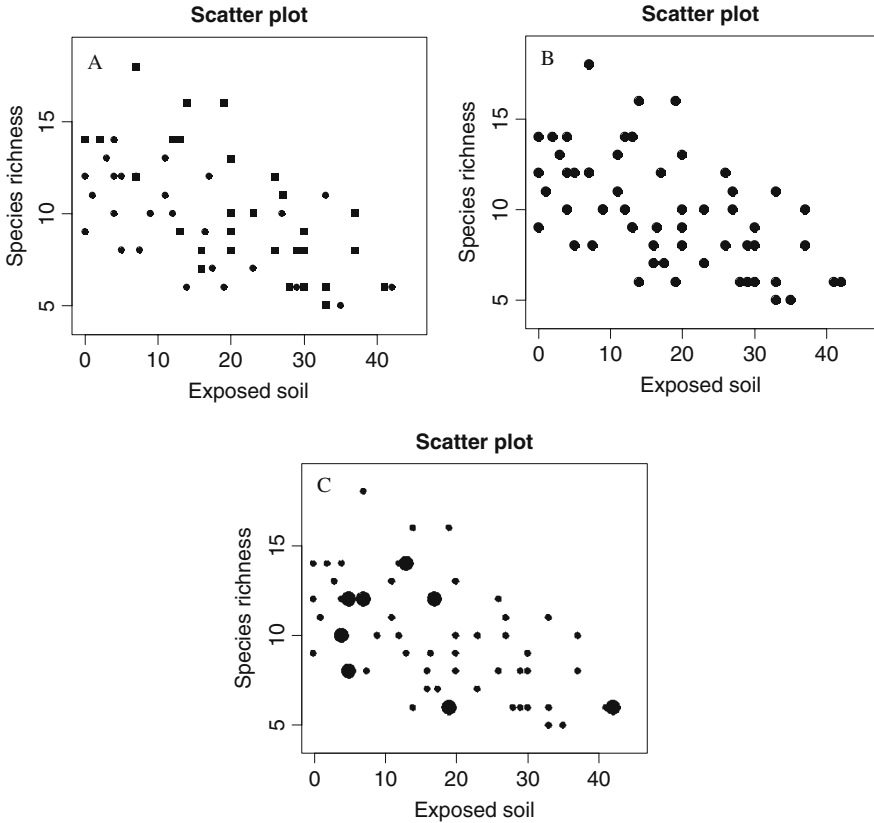 Scatter plot
A
Species richness
15
10
5
0 10 20 30 40
Exposed soil
Scatter plot
B
Species richness
15
10
5
0 10 20 30 40
Exposed soil
Scatter plot
C
Species richness
15
10
5
0 10 20 30 40
Exposed soil